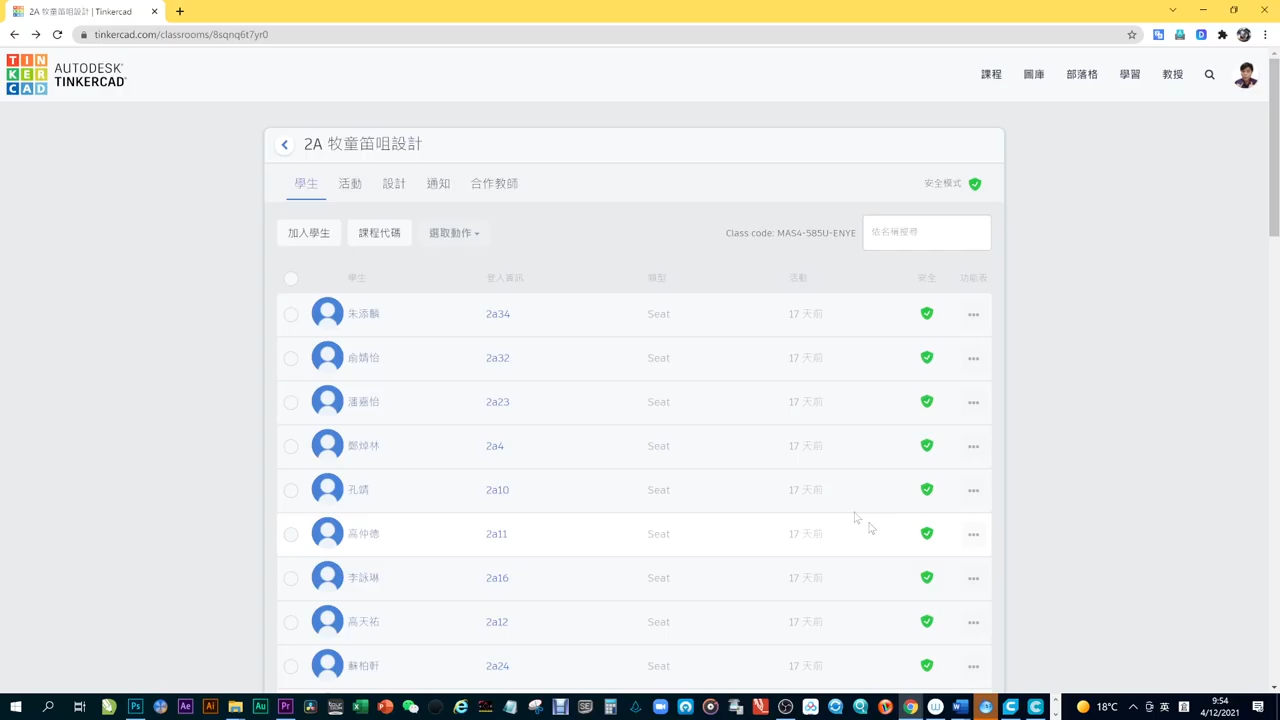 2A 牧童笛咀設計 | Tinkercad
tinkercad.com/classrooms/8sqnq6t7yr0
TINKERCAD
AUTODESK
TINKERCAD
課程 圖庫 部落格 學習 教授
2A 牧童笛咀設計
學生 活動 設計 通知 合作教師 安全模式
加入學生 課程代碼 選取動作 Class code: MAS4-585U-ENYE 依名稱搜尋
學生 登入資訊 類型 活動 安全 功能表
朱添麟 2a34 Seat 17 天前
俞婧怡 2a32 Seat 17 天前
潘嘉怡 2a23 Seat 17 天前
鄭焯林 2a4 Seat 17 天前
孔靖 2a10 Seat 17 天前
高仲德 2a11 Seat 17 天前
李詠琳 2a16 Seat 17 天前
高天祐 2a12 Seat 17 天前
蘇柏軒 2a24 Seat 17 天前
Ps Ae Ai Au Pr 18°C 英 9:54
4/12/2021